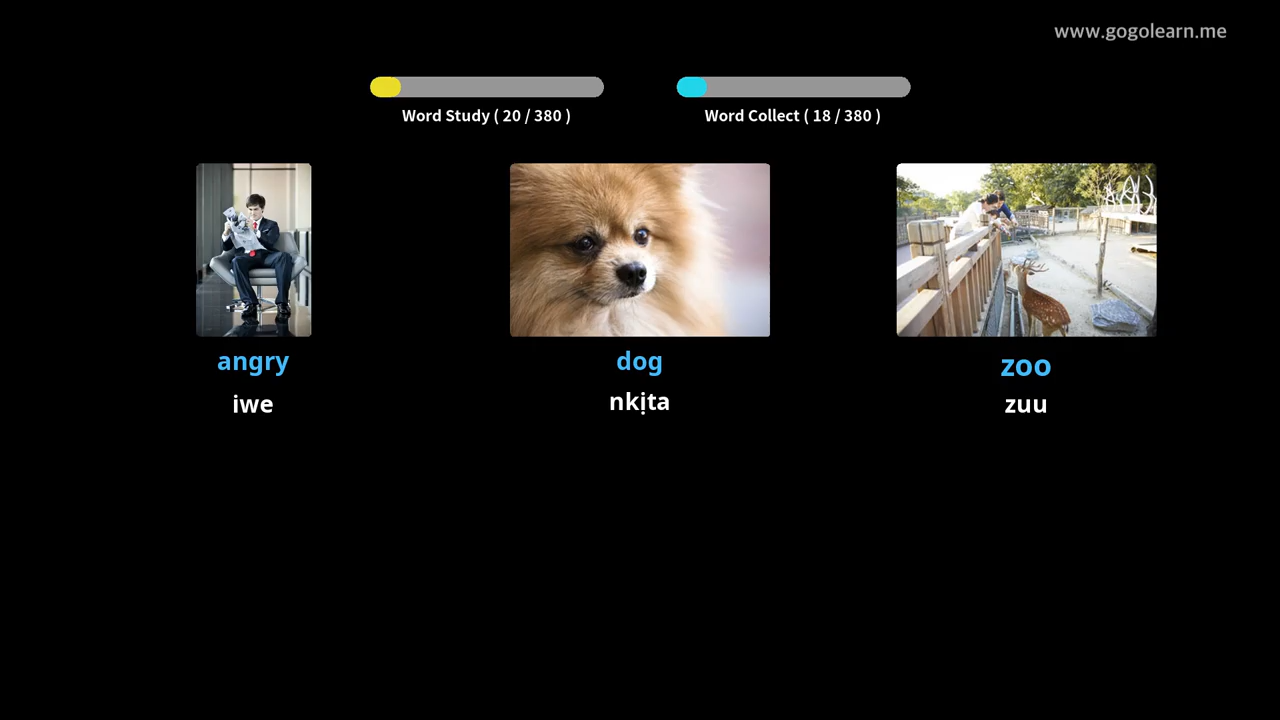 www.gogolearn.me
Word Study ( 20 / 380 )
Word Collect ( 18 / 380 )
angry
dog
zoo
iwe
nkịta
zuu